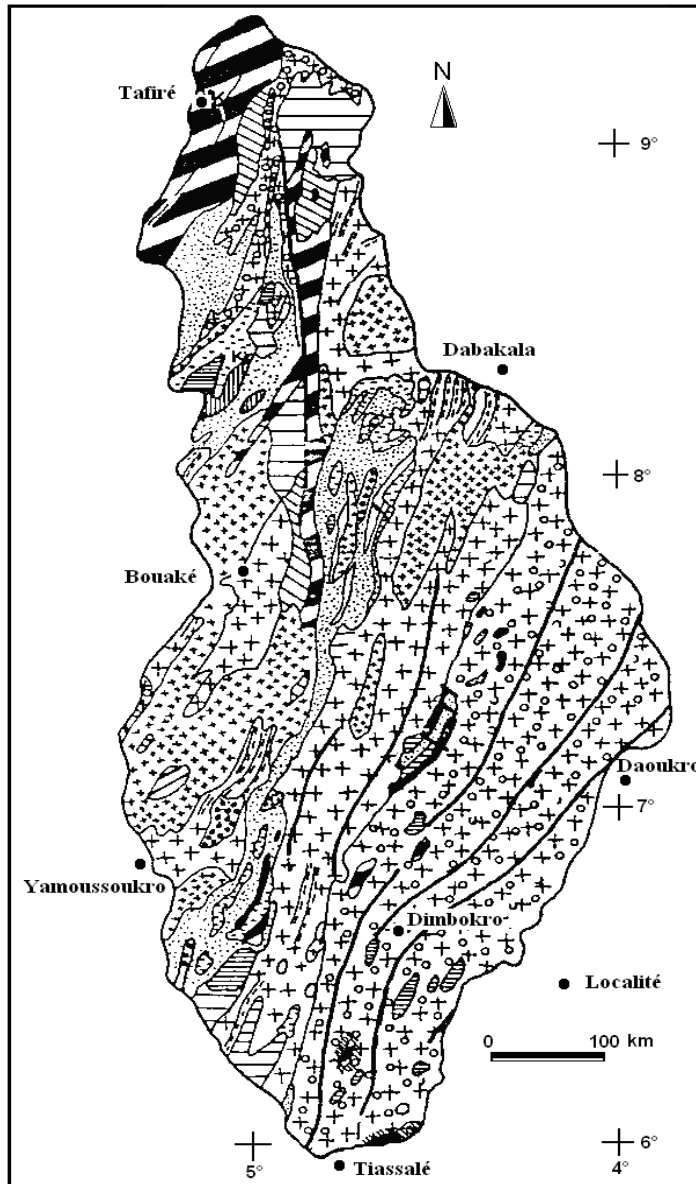 N
Tafiré
9°
Dabakala
8°
Bouaké
Daoukro
7°
Yamoussoukro
Dimbokro
Localité
0 100 km
6°
5°
4°
Tiassalé